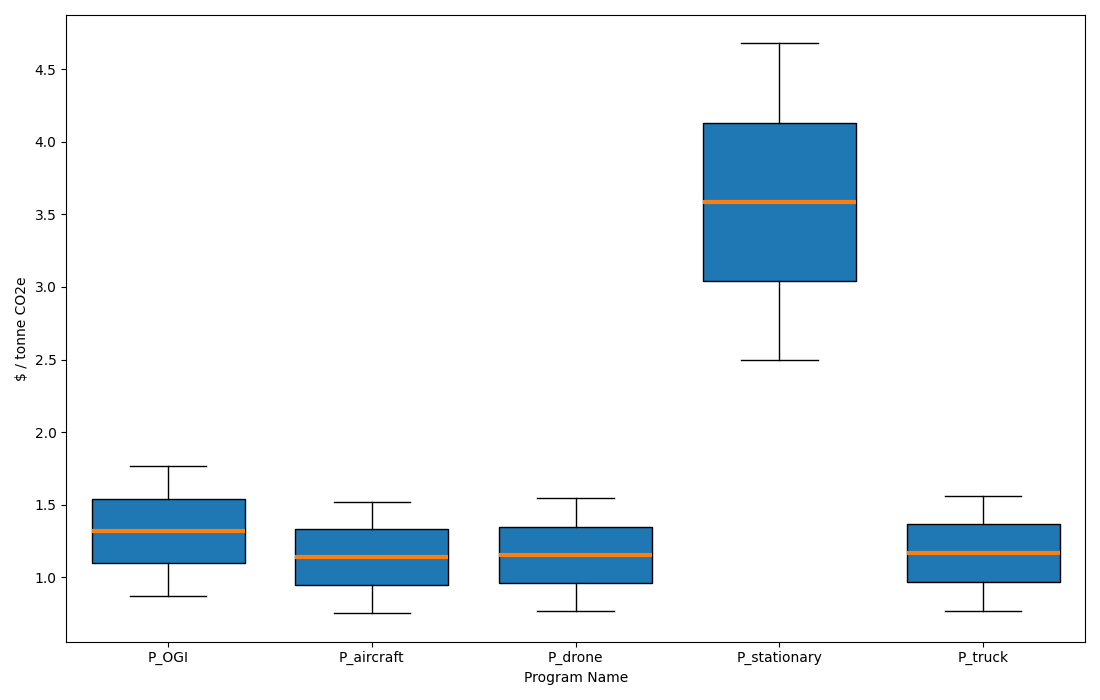 $ / tonne CO2e
4.5
4.0
3.5
3.0
2.5
2.0
1.5
1.0
P_OGI P_aircraft P_drone P_stationary P_truck
Program Name